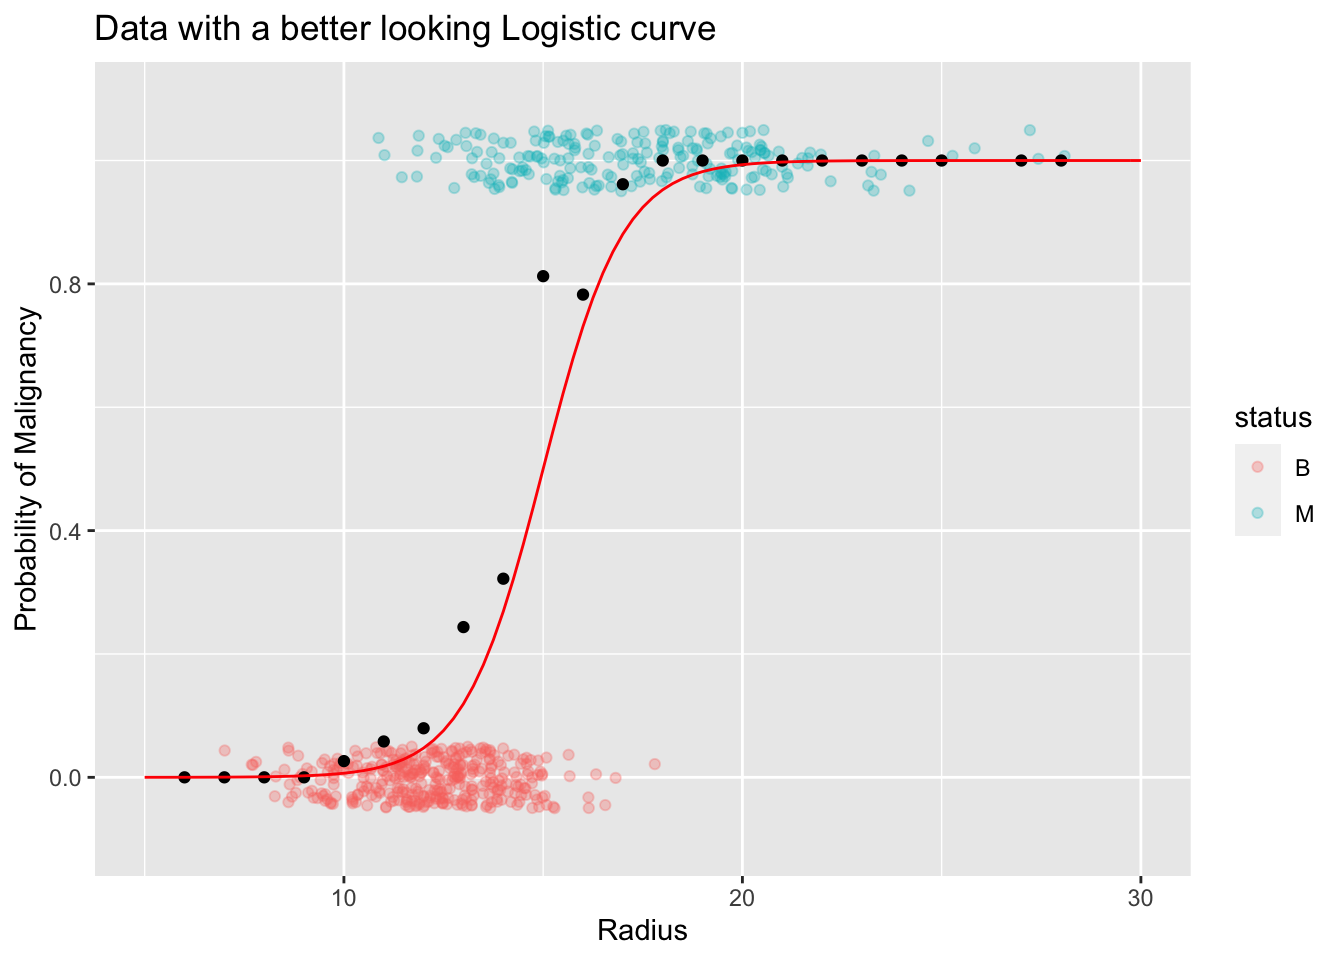 Data with a better looking Logistic curve
Probability of Malignancy
0.8
0.4
0.0
10
20
30
Radius
status
B
M